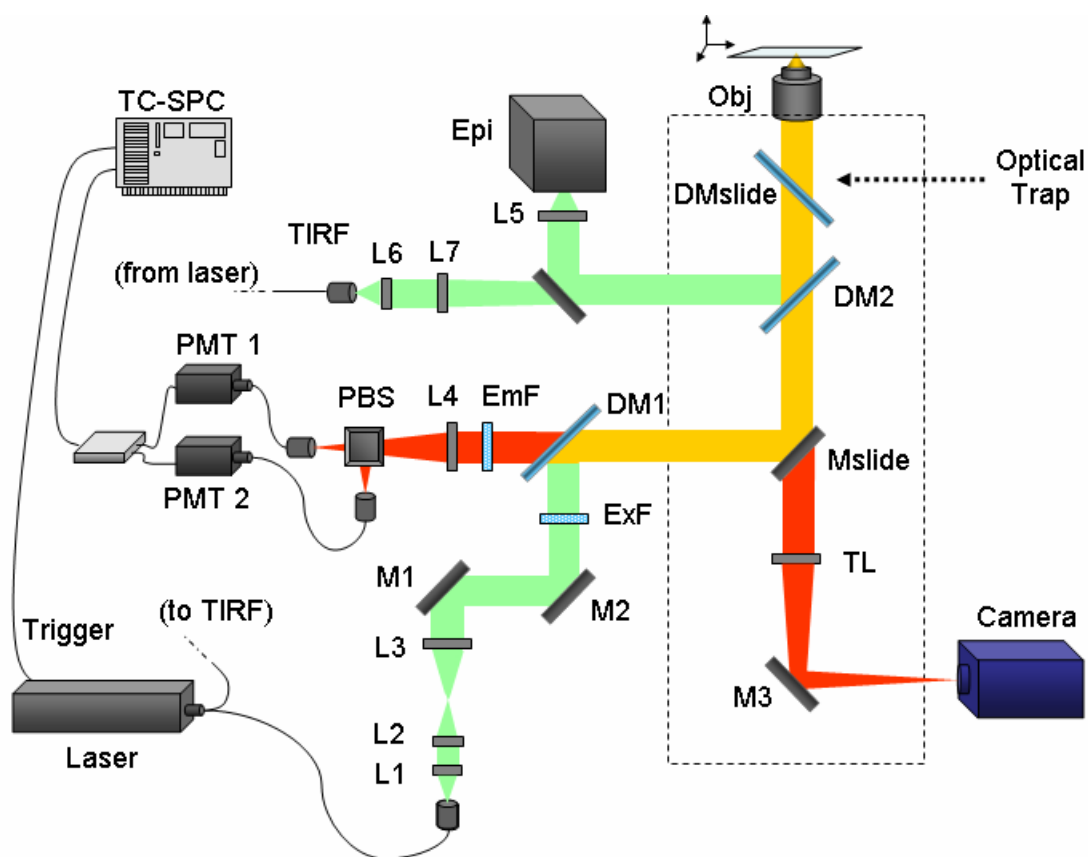 TC-SPC
Epi
Obj
Optical
Trap
DMslide
L5
TIRF
L6
L7
(from laser)
DM2
PMT 1
PBS
L4
EmF
DM1
Mslide
PMT 2
ExF
M1
TL
(to TIRF)
M2
Camera
Trigger
L3
M3
L2
Laser
L1